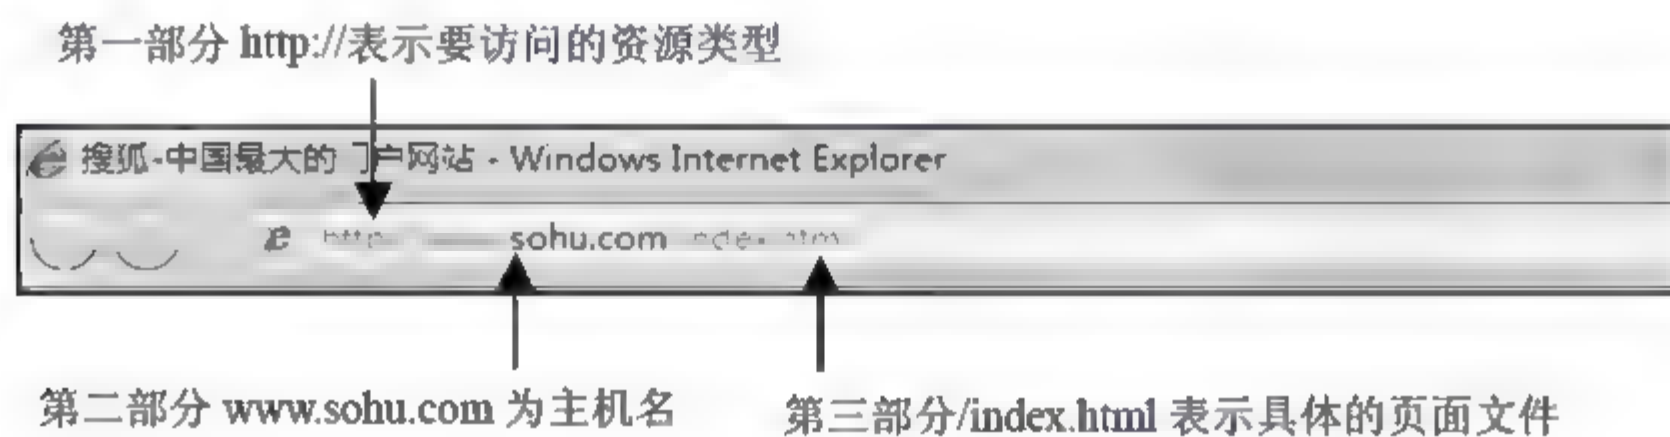 第一部分 http://表示要访问的资源类型
搜狐-中国最大的门户网站 - Windows Internet Explorer
sohu.com
第二部分 www.sohu.com 为主机名
第三部分/index.html 表示具体的页面文件